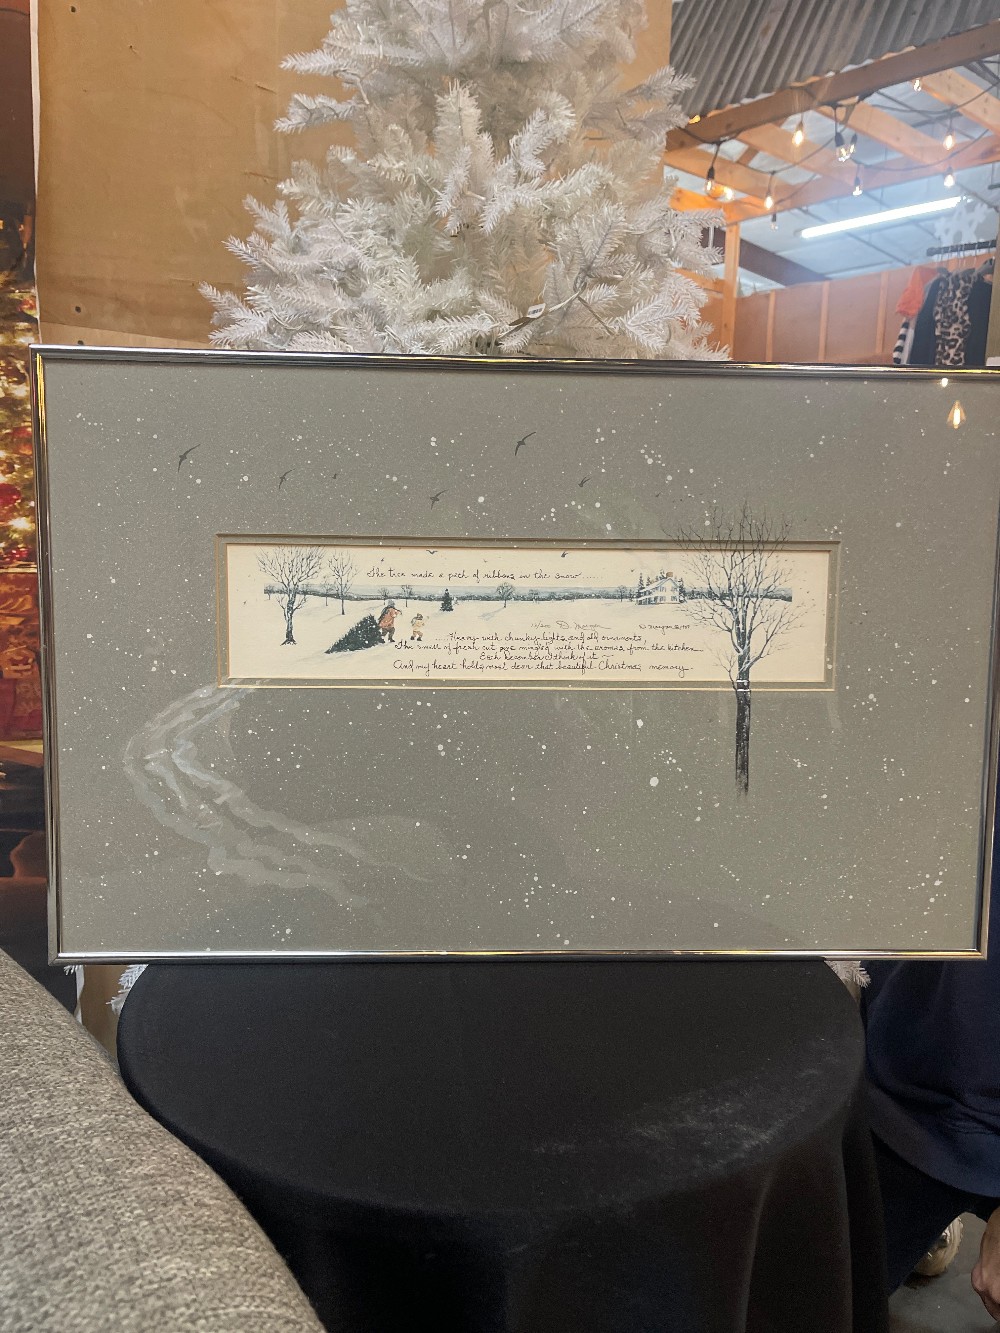 The tree made a path of ribbons in the snow....
D. Morgan
© Morgan
....Heavy with chunky lights and old ornaments,
The smell of fresh cut pine mingled with the aromas from the kitchen
Each December I think of it —
And my heart holds most dear that beautiful Christmas memory.